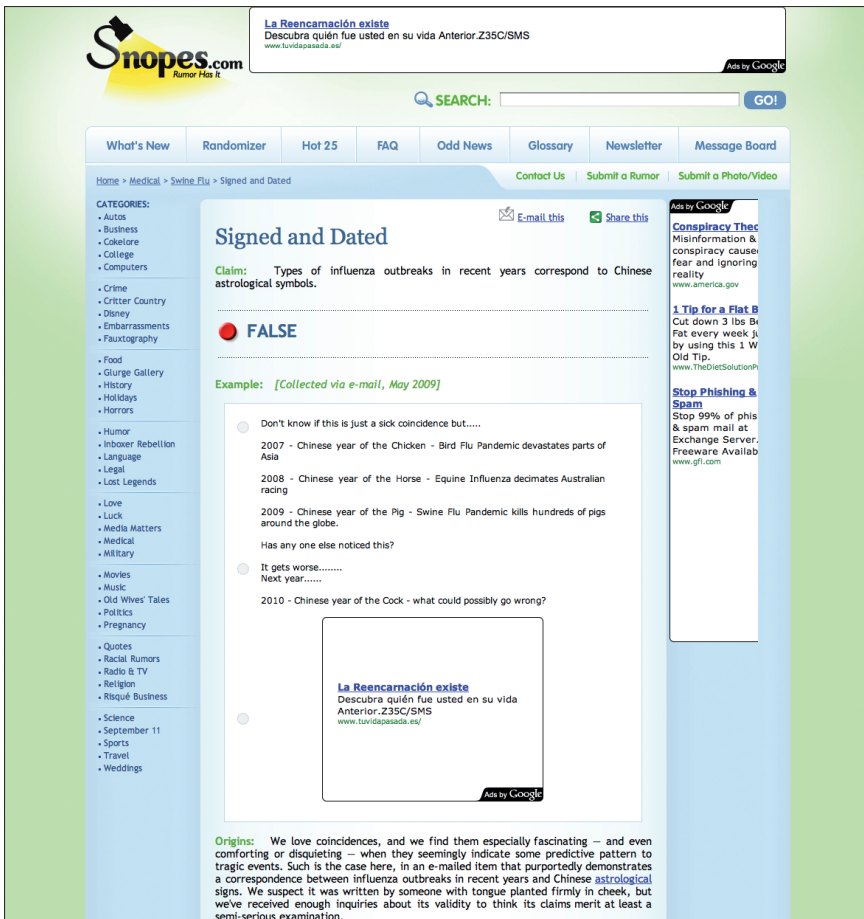 Snopes.com
Rumor Has It
La Reencarnación existe
Descubra quién fue usted en su vida Anterior.Z35C/SMS
www.tuvidapasada.es/
Ads by Google
SEARCH:
GO!
What's New
Randomizer
Hot 25
FAQ
Odd News
Glossary
Newsletter
Message Board
Home > Medical > Swine Flu > Signed and Dated
Contact Us
Submit a Rumor
Submit a Photo/Video
CATEGORIES:
• Autos
• Business
• Cokelore
• College
• Computers
• Crime
• Critter Country
• Disney
• Embarrassments
• Fauxtography
• Food
• Glurge Gallery
• History
• Holidays
• Horrors
• Humor
• Inboxer Rebellion
• Language
• Legal
• Lost Legends
• Love
• Luck
• Media Matters
• Medical
• Military
• Movies
• Music
• Old Wives' Tales
• Politics
• Pregnancy
• Quotes
• Racial Rumors
• Radio & TV
• Religion
• Risqué Business
• Science
• September 11
• Sports
• Travel
• Weddings
E-mail this
Share this
Signed and Dated
Claim: Types of influenza outbreaks in recent years correspond to Chinese
astrological symbols.
FALSE
Example: [Collected via e-mail, May 2009]
Don't know if this is just a sick coincidence but.....
2007 - Chinese year of the Chicken - Bird Flu Pandemic devastates parts of
Asia
2008 - Chinese year of the Horse - Equine Influenza decimates Australian
racing
2009 - Chinese year of the Pig - Swine Flu Pandemic kills hundreds of pigs
around the globe.
Has any one else noticed this?
It gets worse........
Next year......
2010 - Chinese year of the Cock - what could possibly go wrong?
La Reencarnación existe
Descubra quién fue usted en su vida
Anterior.Z35C/SMS
www.tuvidapasada.es/
Ads by Google
Origins: We love coincidences, and we find them especially fascinating — and even
comforting or disquieting — when they seemingly indicate some predictive pattern to
tragic events. Such is the case here, in an e-mailed item that purportedly demonstrates
a correspondence between influenza outbreaks in recent years and Chinese astrological
signs. We suspect it was written by someone with tongue planted firmly in cheek, but
we've received enough inquiries about its validity to think its claims merit at least a
semi-serious examination.
Ads by Google
Conspiracy
Misinformation &
conspiracy
fear and ignoring
reality
www.america.gov
1 Tip for a Flat
Cut down 3 lbs
Fat every week
by using this 1
Old Tip.
Stop Phishing &
Spam
Stop 99% of
& spam mail at
Exchange Server.
Freeware
www.gfi.com